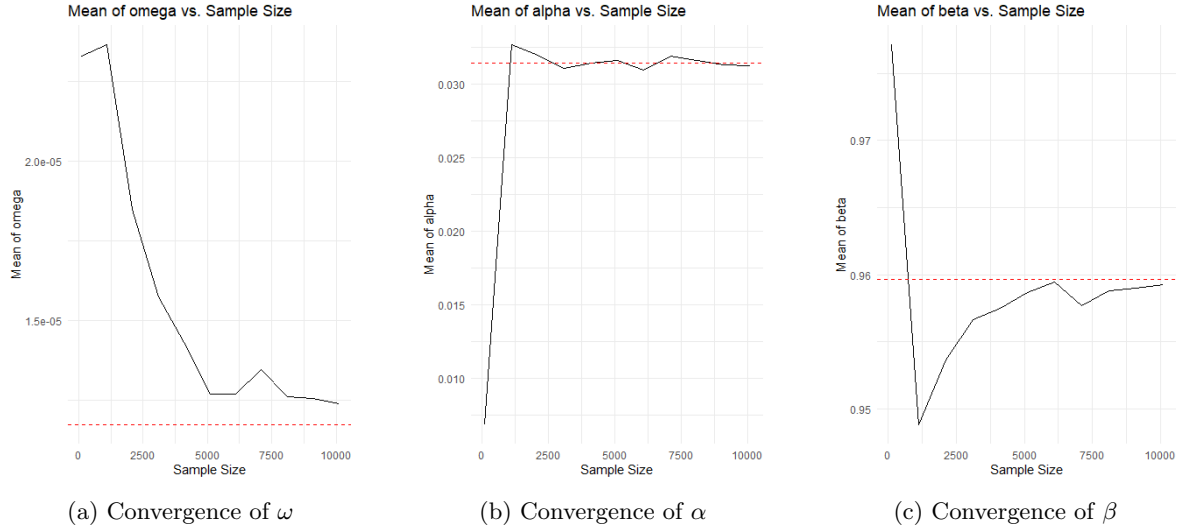 Mean of omega vs. Sample Size
Mean of omega
2.0e-05
1.5e-05
0 2500 5000 7500 10000
Sample Size
(a) Convergence of ω
Mean of alpha vs. Sample Size
Mean of alpha
0.030
0.025
0.020
0.015
0.010
0 2500 5000 7500 10000
Sample Size
(b) Convergence of α
Mean of beta vs. Sample Size
Mean of beta
0.97
0.96
0.95
0 2500 5000 7500 10000
Sample Size
(c) Convergence of β